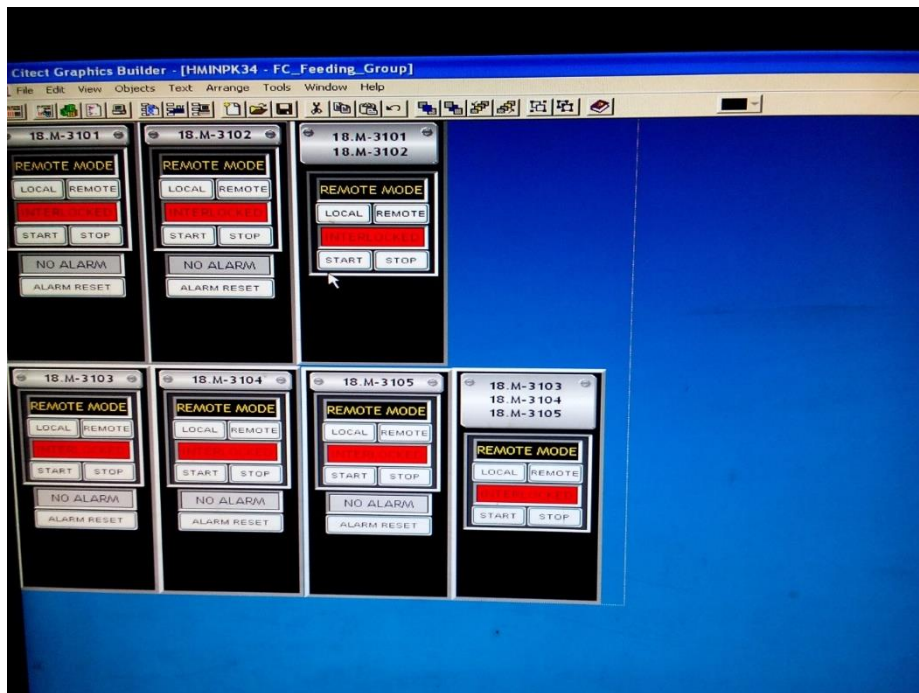 Citect Graphics Builder - [HMINPK34 - FC_Feeding_Group]
File Edit View Objects Text Arrange Tools Window Help
18.M-3101
REMOTE MODE
LOCAL REMOTE
INTERLOCKED
START STOP
NO ALARM
ALARM RESET
18.M-3102
REMOTE MODE
LOCAL REMOTE
INTERLOCKED
START STOP
NO ALARM
ALARM RESET
18.M-3101
18.M-3102
REMOTE MODE
LOCAL REMOTE
INTERLOCKED
START STOP
18.M-3103
REMOTE MODE
LOCAL REMOTE
INTERLOCKED
START STOP
NO ALARM
ALARM RESET
18.M-3104
REMOTE MODE
LOCAL REMOTE
INTERLOCKED
START STOP
NO ALARM
ALARM RESET
18.M-3105
REMOTE MODE
LOCAL REMOTE
INTERLOCKED
START STOP
NO ALARM
ALARM RESET
18.M-3103
18.M-3104
18.M-3105
REMOTE MODE
LOCAL REMOTE
INTERLOCKED
START STOP